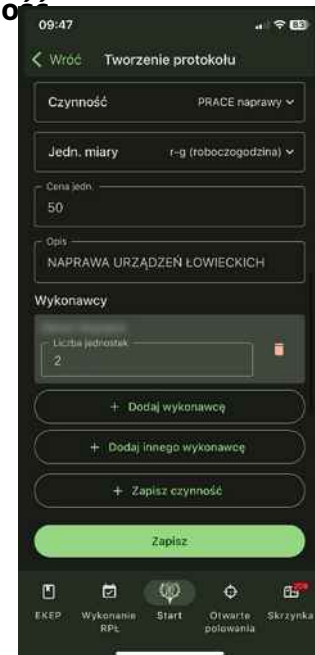 09:47
83
Wróć Tworzenie protokołu
Czynność PRACE naprawy
Jedn. miary r-g (roboczogodzina)
Cena jedn.
50
Opis
NAPRAWA URZĄDZEŃ ŁOWIECKICH
Wykonawcy
Liczba jednostek
2
+ Dodaj wykonawcę
+ Dodaj innego wykonawcę
+ Zapisz czynność
Zapisz
EKEP Wykonanie RPŁ Start Otwarte polowania Skrzynka